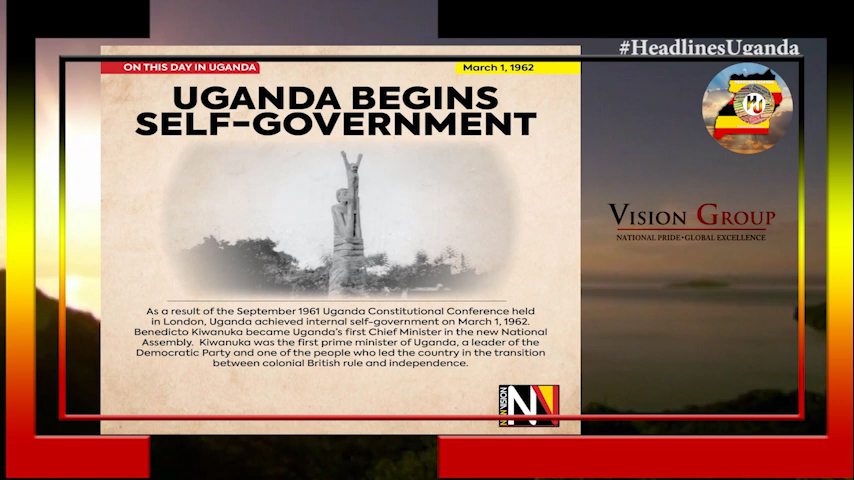 #HeadlinesUganda
ON THIS DAY IN UGANDA
March 1, 1962
UGANDA BEGINS
SELF-GOVERNMENT
As a result of the September 1961 Uganda Constitutional Conference held
in London, Uganda achieved internal self-government on March 1, 1962.
Benedicto Kiwanuka became Uganda's first Chief Minister in the new National
Assembly. Kiwanuka was the first prime minister of Uganda, a leader of the
Democratic Party and one of the people who led the country in the transition
between colonial British rule and independence.
NEW VISION
N
VISION GROUP
NATIONAL PRIDE•GLOBAL EXCELLENCE